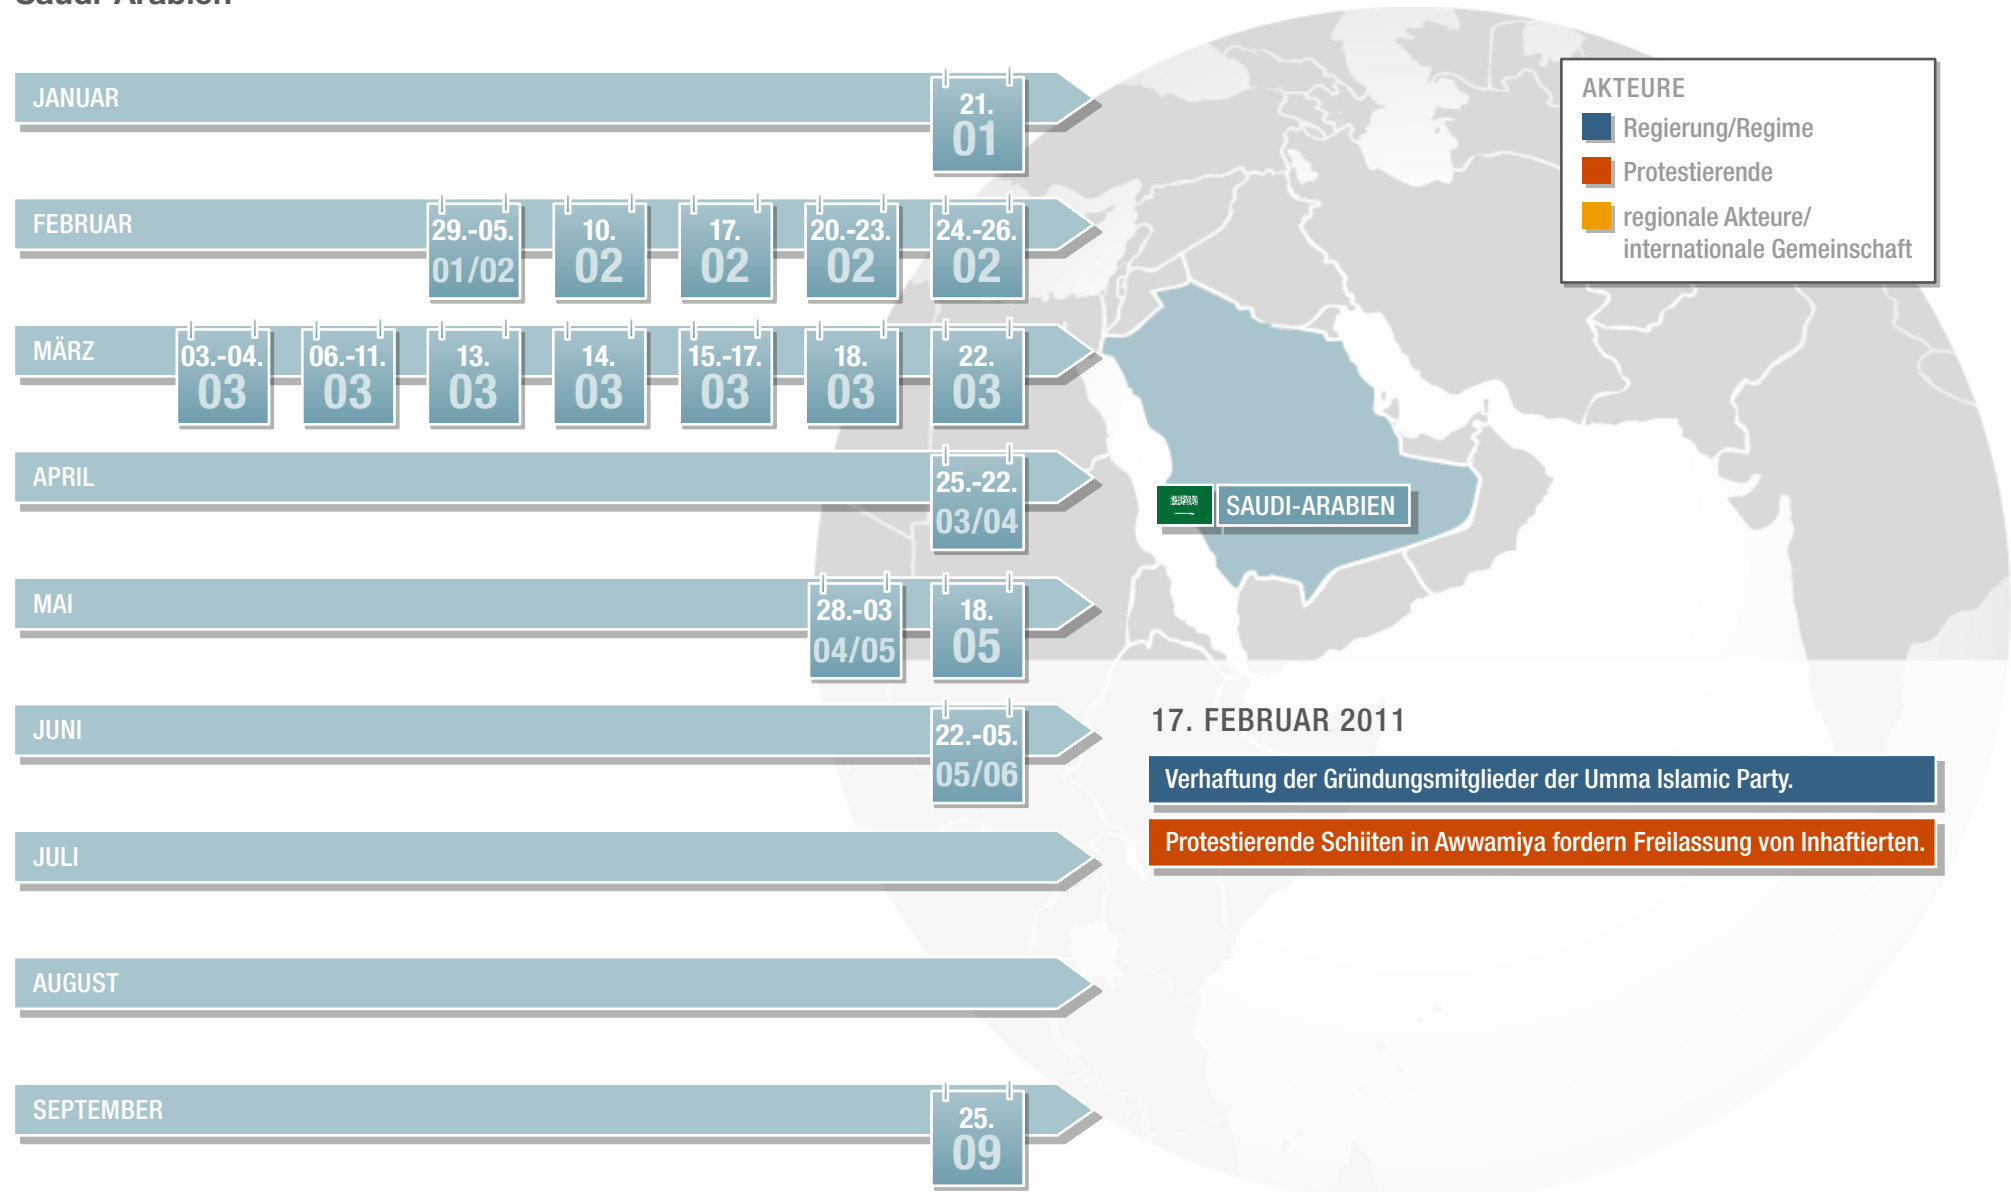 Saudi-Arabien
JANUAR
21.
01
FEBRUAR
29.-05.
01/02
10.
02
17.
02
20.-23.
02
24.-26.
02
MÄRZ
03.-04.
03
06.-11.
03
13.
03
14.
03
15.-17.
03
18.
03
22.
03
APRIL
25.-22.
03/04
MAI
28.-03
04/05
18.
05
JUNI
22.-05.
05/06
JULI
AUGUST
SEPTEMBER
25.
09
AKTEURE
Regierung/Regime
Protestierende
regionale Akteure/
internationale Gemeinschaft
SAUDI-ARABIEN
17. FEBRUAR 2011
Verhaftung der Gründungsmitglieder der Umma Islamic Party.
Protestierende Schiiten in Awwamiya fordern Freilassung von Inhaftierten.